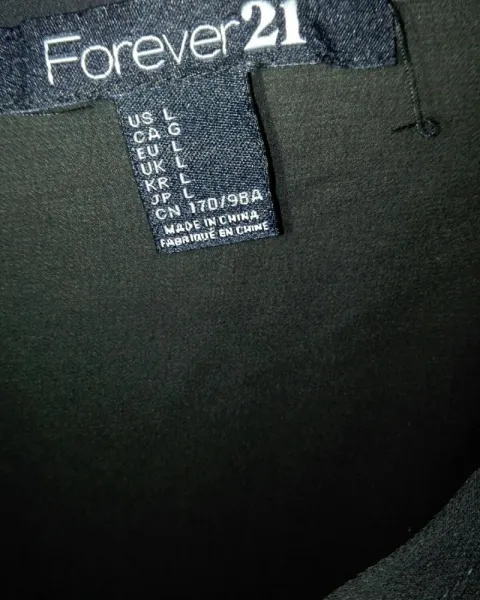 Forever21
US L
CA G
EU L
UK L
KR L
JP L
CN 170/98A
MADE IN CHINA
FABRIQUÉ EN CHINE